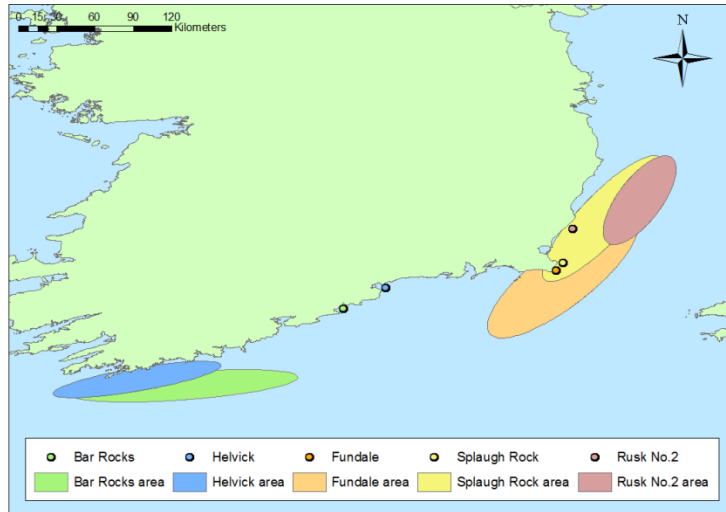 0 15 30 60 90 120
Kilometers
N
Bar Rocks Helvick Fundale Splaugh Rock Rusk No.2
Bar Rocks area Helvick area Fundale area Splaugh Rock area Rusk No.2 area